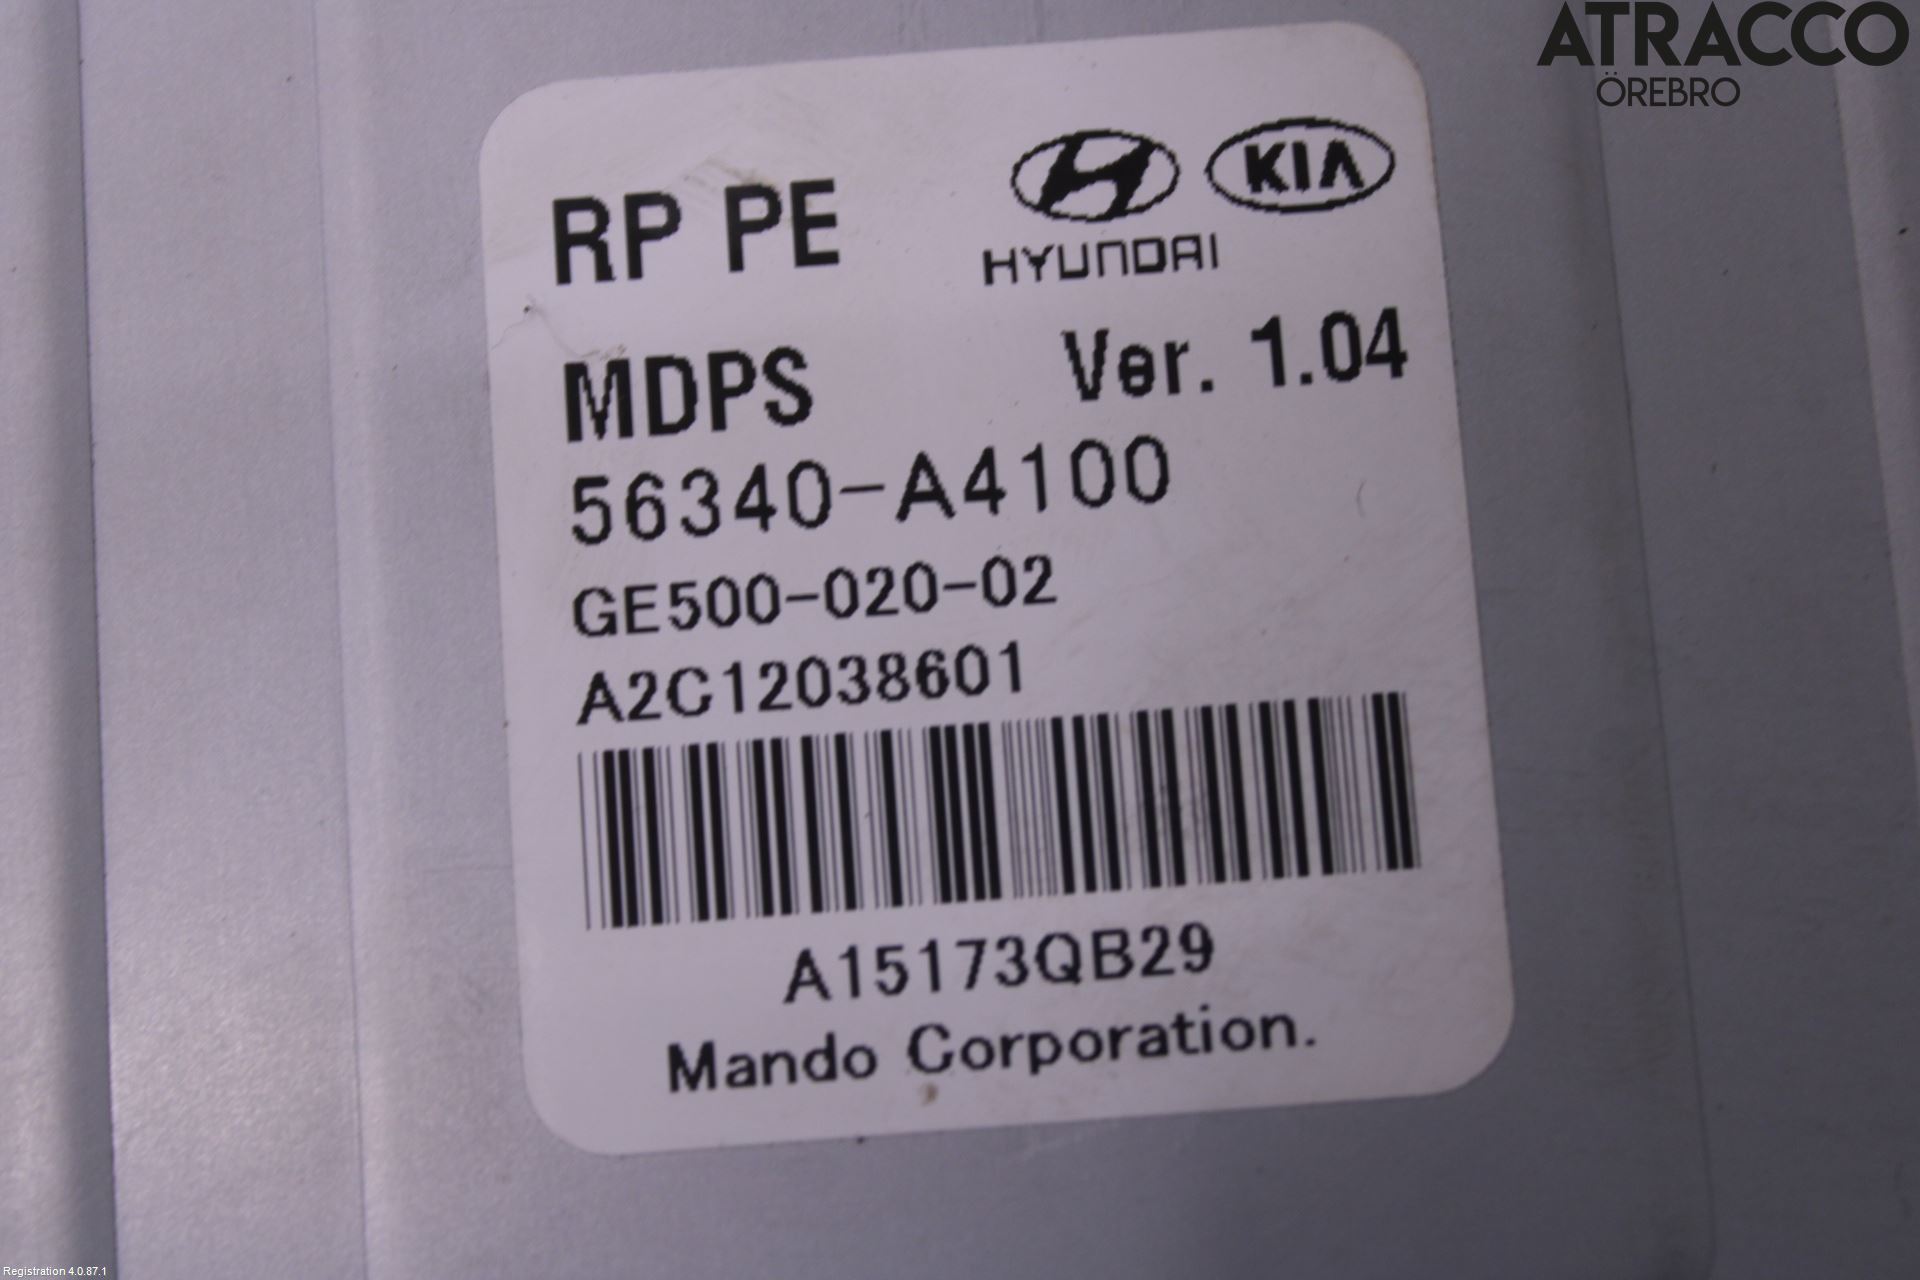 ATRACCO
ÖREBRO
RP PE
KIA
HYUNDAI
MDPS Ver. 1.04
56340-A4100
GE500-020-02
A2C12038601
A15173QB29
Mando Corporation.
Registration 4.0.87.1